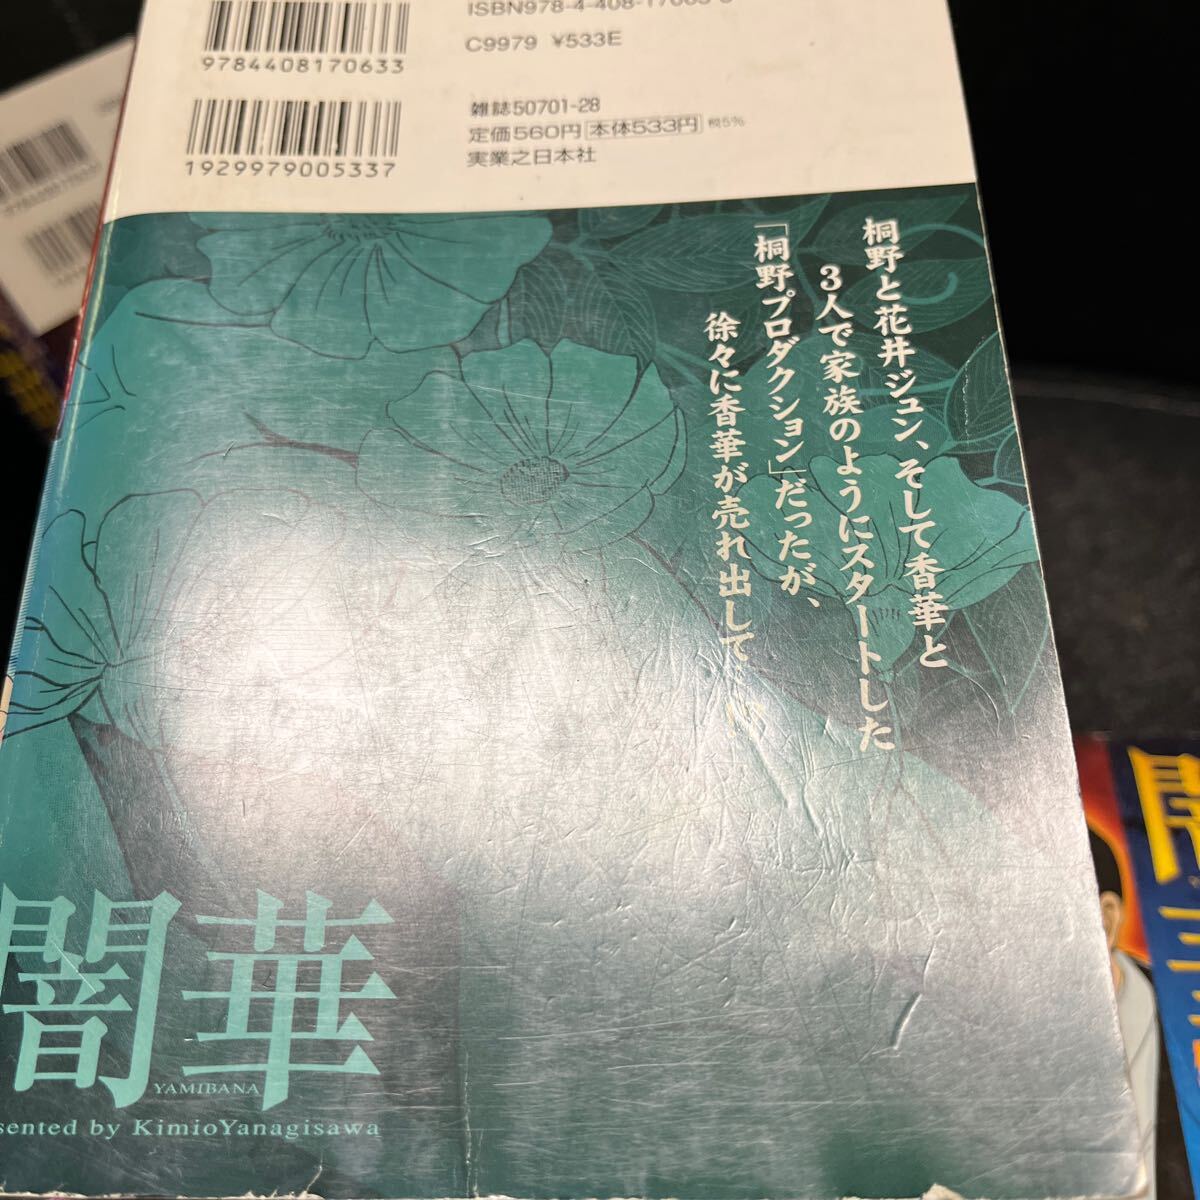 9784408170633
C9979 ¥533E
1929979005337
雑誌50701-28
定価560円 本体533円 税5%
実業之日本社
桐野と花井ジュン、そして香華と
3人で家族のようにスタートした
「桐野プロダクション」だったが、
徐々に香華が売れ出して…!?
闇華
YAMIBANA
sented by KimioYanagisawa